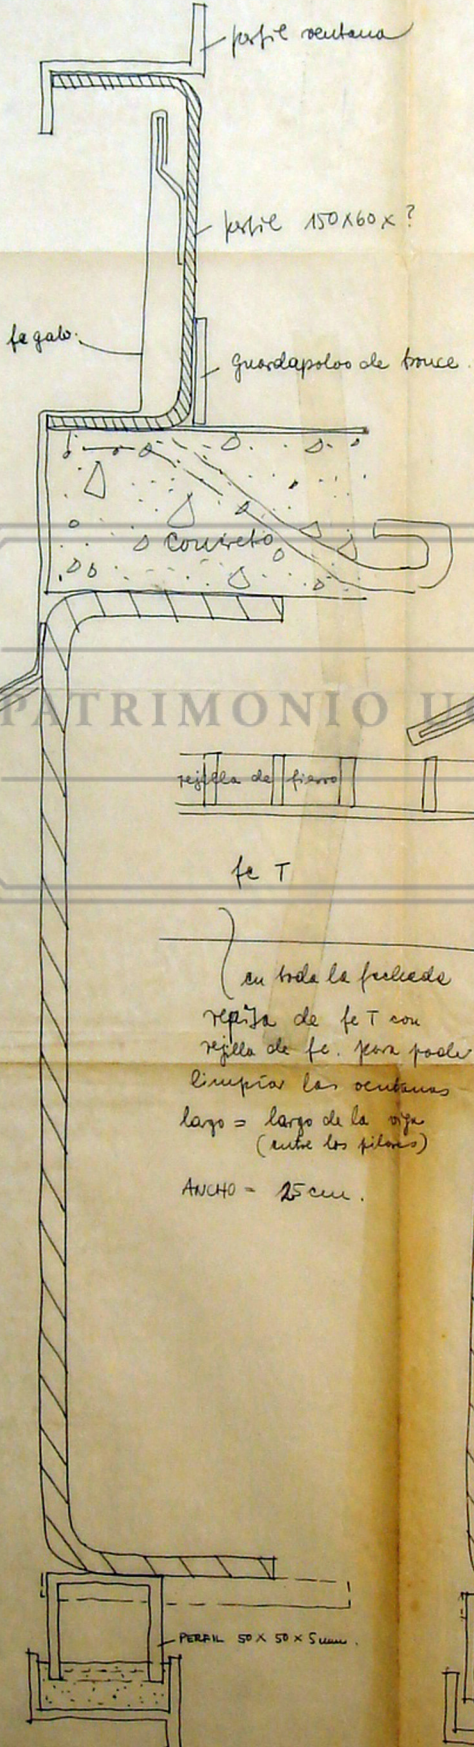 perfil ventana
perfil 150x60x?
fe galv.
guardapolvo de bronce.
concreto
PATRIMONIO U
rejilla de fierro
fe T
en toda la fachada
repisa de fe T con
rejilla de fe. para poder
limpiar las ventanas
largo = largo de la viga
(entre los pilares)
ANCHO = 25 cm.
PERFIL 50 x 50 x 5 mm.